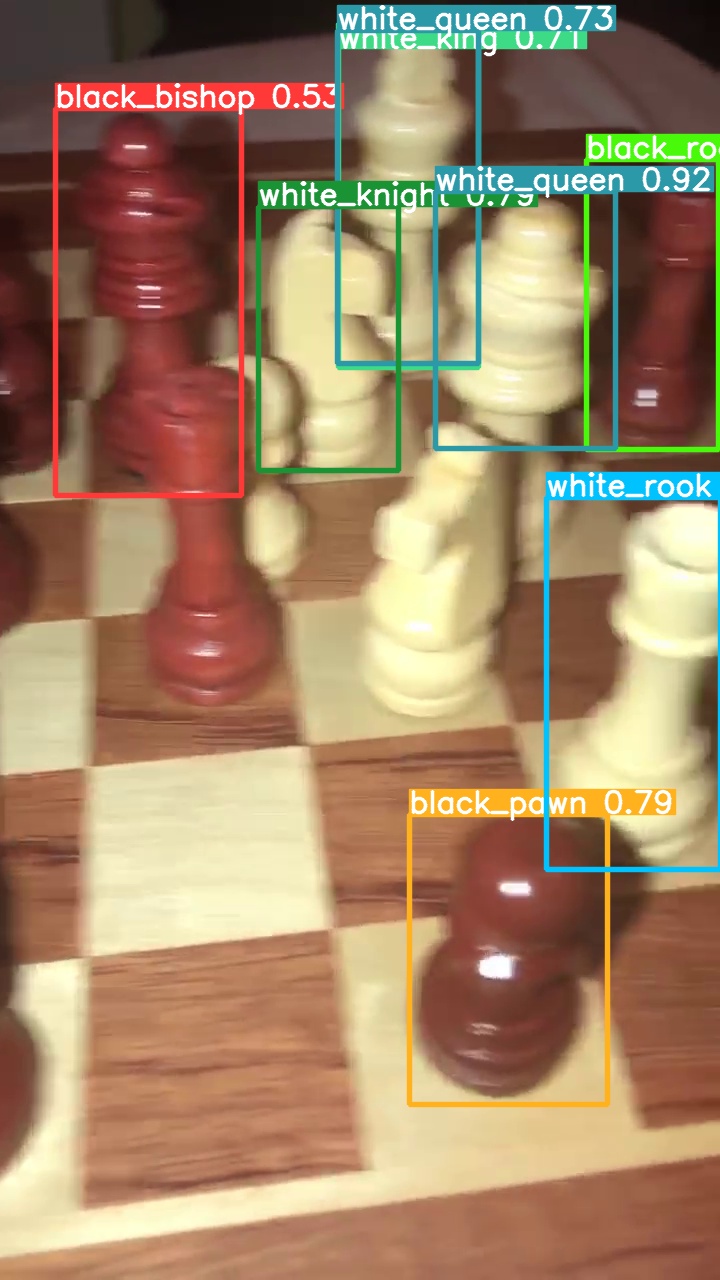 white_queen 0.73
white_king 0.71
black_bishop 0.53
black_ro
white_queen 0.92
white_knight 0.79
white_rook
black_pawn 0.79